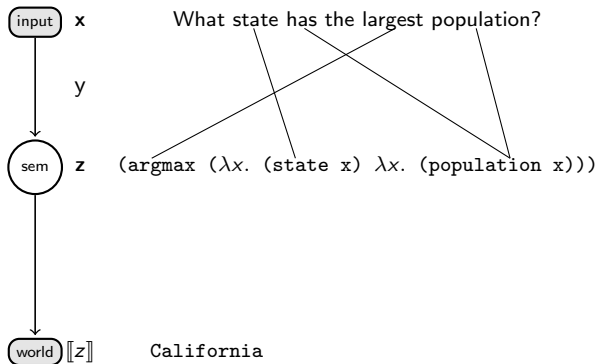 input x What state has the largest population?
y
sem z (argmax (λx. (state x) λx. (population x)))
world ⟦z⟧ California